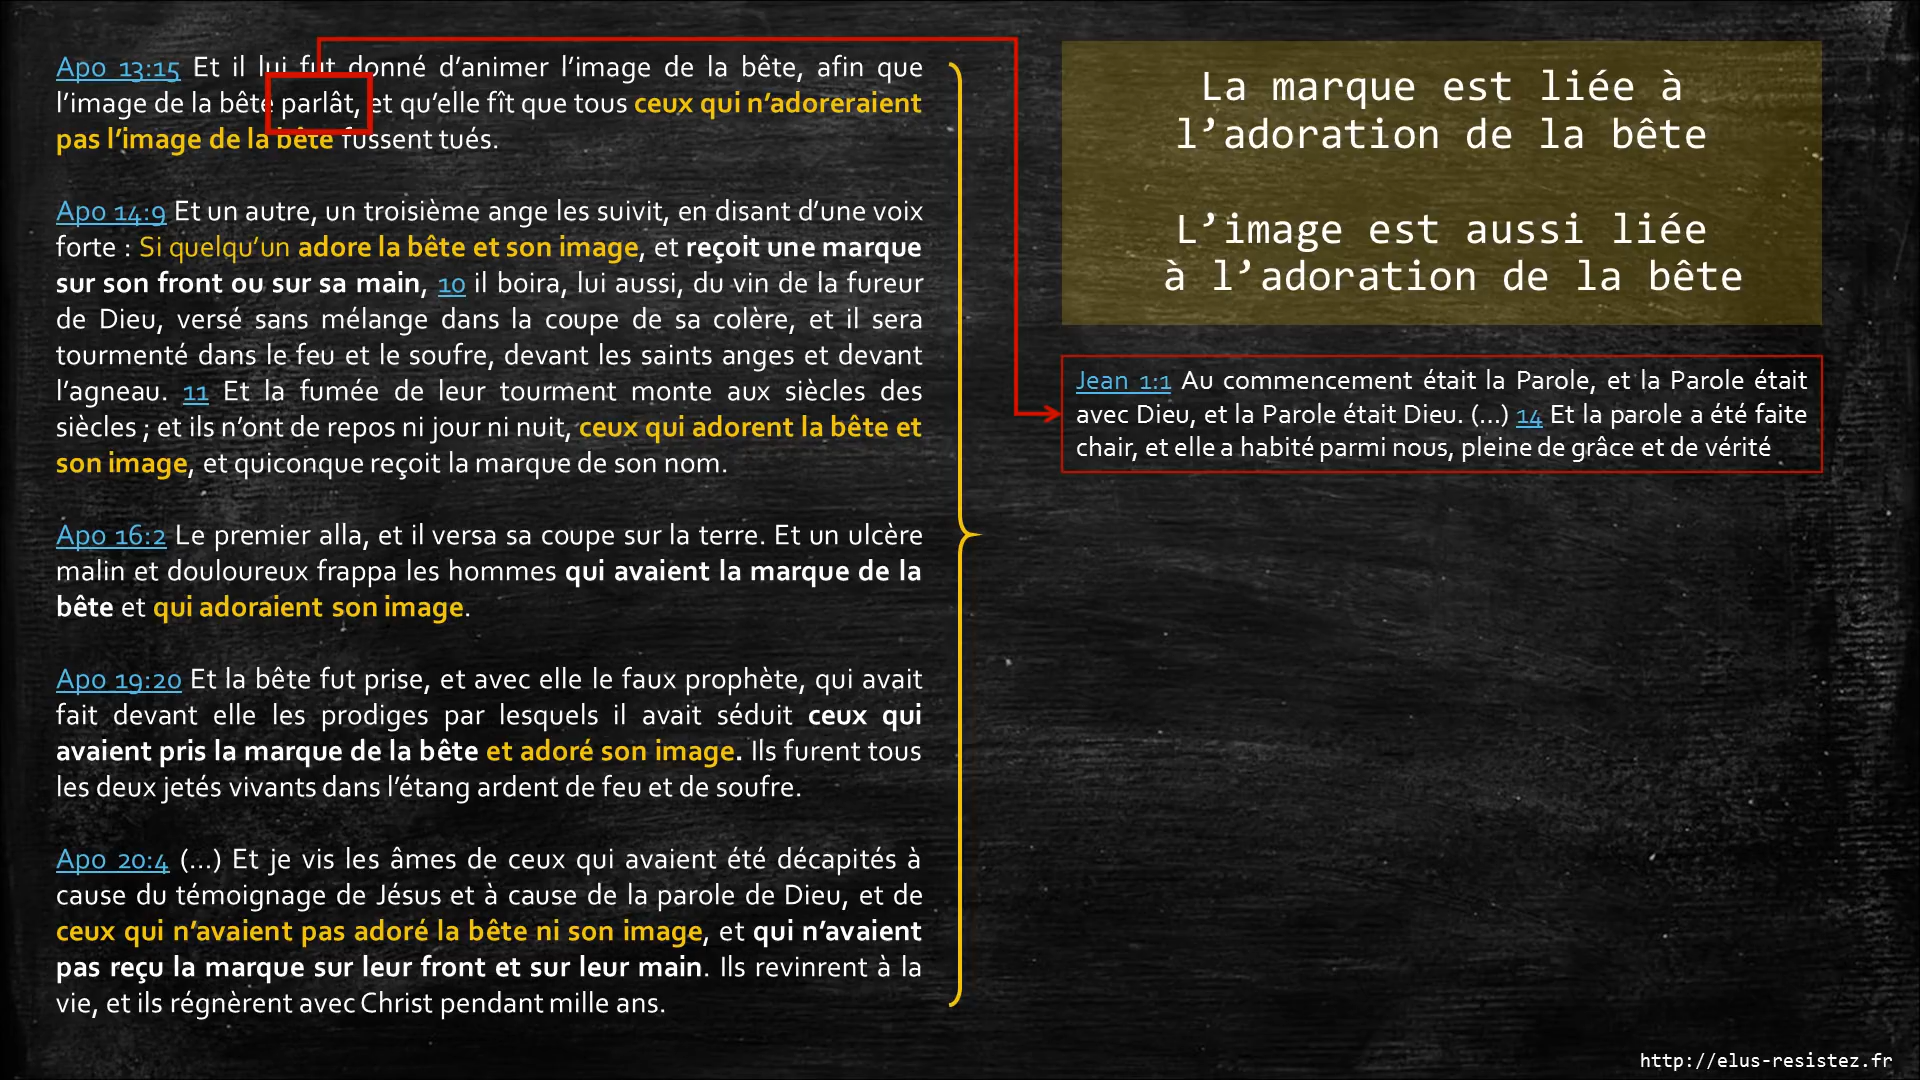 Apo 13:15 Et il lui fut donné d’animer l’image de la bête, afin que
l’image de la bête parlât, et qu’elle fît que tous ceux qui n’adoreraient
pas l’image de la bête fussent tués.
Apo 14:9 Et un autre, un troisième ange les suivit, en disant d’une voix
forte : Si quelqu’un adore la bête et son image, et reçoit une marque
sur son front ou sur sa main, 10 il boira, lui aussi, du vin de la fureur
de Dieu, versé sans mélange dans la coupe de sa colère, et il sera
tourmenté dans le feu et le soufre, devant les saints anges et devant
l’agneau. 11 Et la fumée de leur tourment monte aux siècles des
siècles ; et ils n’ont de repos ni jour ni nuit, ceux qui adorent la bête et
son image, et quiconque reçoit la marque de son nom.
Apo 16:2 Le premier alla, et il versa sa coupe sur la terre. Et un ulcère
malin et douloureux frappa les hommes qui avaient la marque de la
bête et qui adoraient son image.
Apo 19:20 Et la bête fut prise, et avec elle le faux prophète, qui avait
fait devant elle les prodiges par lesquels il avait séduit ceux qui
avaient pris la marque de la bête et adoré son image. Ils furent tous
les deux jetés vivants dans l’étang ardent de feu et de soufre.
Apo 20:4 (…) Et je vis les âmes de ceux qui avaient été décapités à
cause du témoignage de Jésus et à cause de la parole de Dieu, et de
ceux qui n’avaient pas adoré la bête ni son image, et qui n’avaient
pas reçu la marque sur leur front et sur leur main. Ils revinrent à la
vie, et ils régnèrent avec Christ pendant mille ans.
La marque est liée à
l’adoration de la bête
L’image est aussi liée
à l’adoration de la bête
Jean 1:1 Au commencement était la Parole, et la Parole était
avec Dieu, et la Parole était Dieu. (…) 14 Et la parole a été faite
chair, et elle a habité parmi nous, pleine de grâce et de vérité
http://elus-resistez.fr